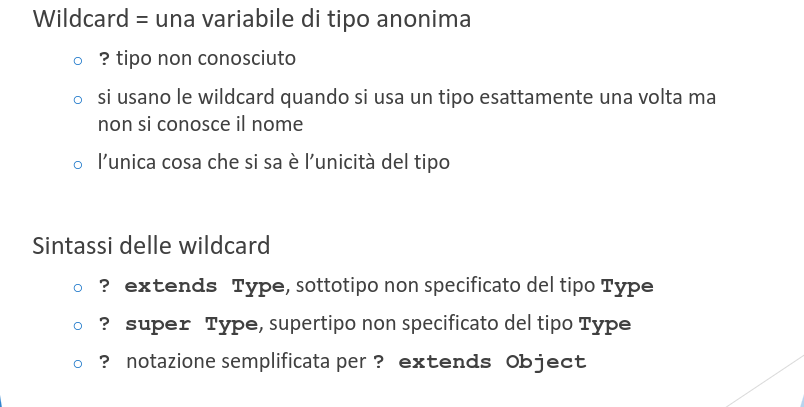 Wildcard = una variabile di tipo anonima
? tipo non conosciuto
si usano le wildcard quando si usa un tipo esattamente una volta ma
non si conosce il nome
l’unica cosa che si sa è l’unicità del tipo
Sintassi delle wildcard
? extends Type, sottotipo non specificato del tipo Type
? super Type, supertipo non specificato del tipo Type
? notazione semplificata per ? extends Object